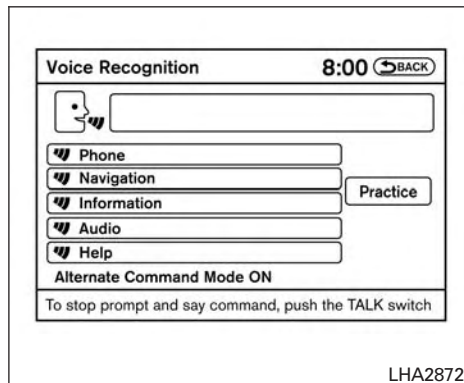 Voice Recognition 8:00 BACK
Phone
Navigation
Information
Audio
Help
Practice
Alternate Command Mode ON
To stop prompt and say command, push the TALK switch
LHA2872